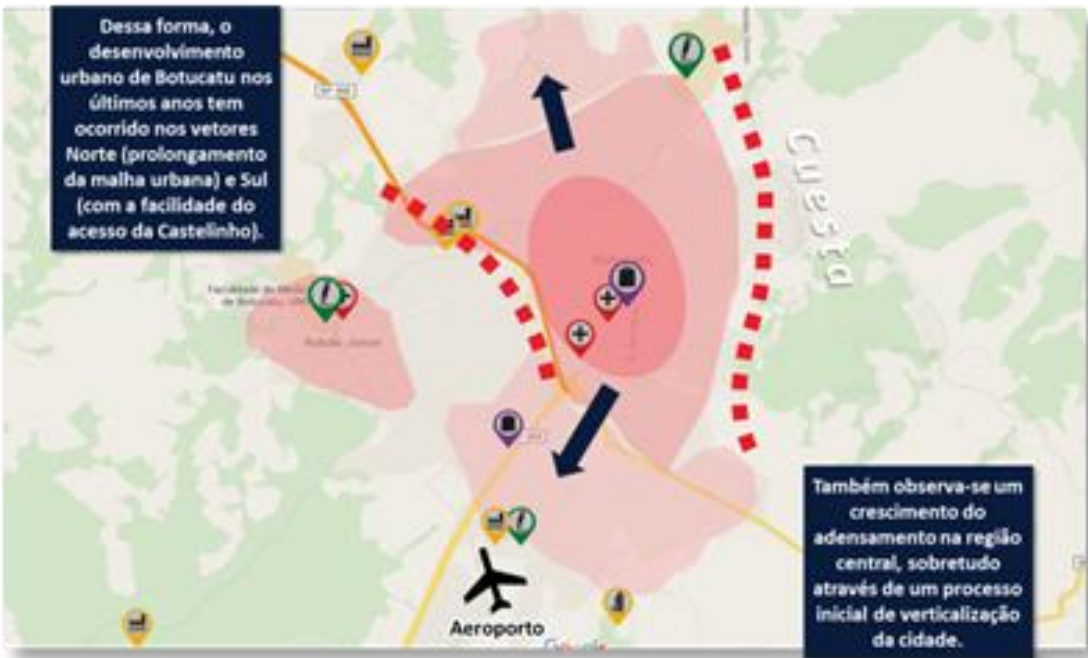 Dessa forma, o
desenvolvimento
urbano de Botucatu nos
últimos anos tem
ocorrido nos vetores
Norte (prolongamento
da malha urbana) e Sul
(com a facilidade do
acesso da Castelinho).
Cuesta
Também observa-se um
crescimento do
adensamento na região
central, sobretudo
através de um processo
inicial de verticalização
da cidade.
Aeroporto
Google